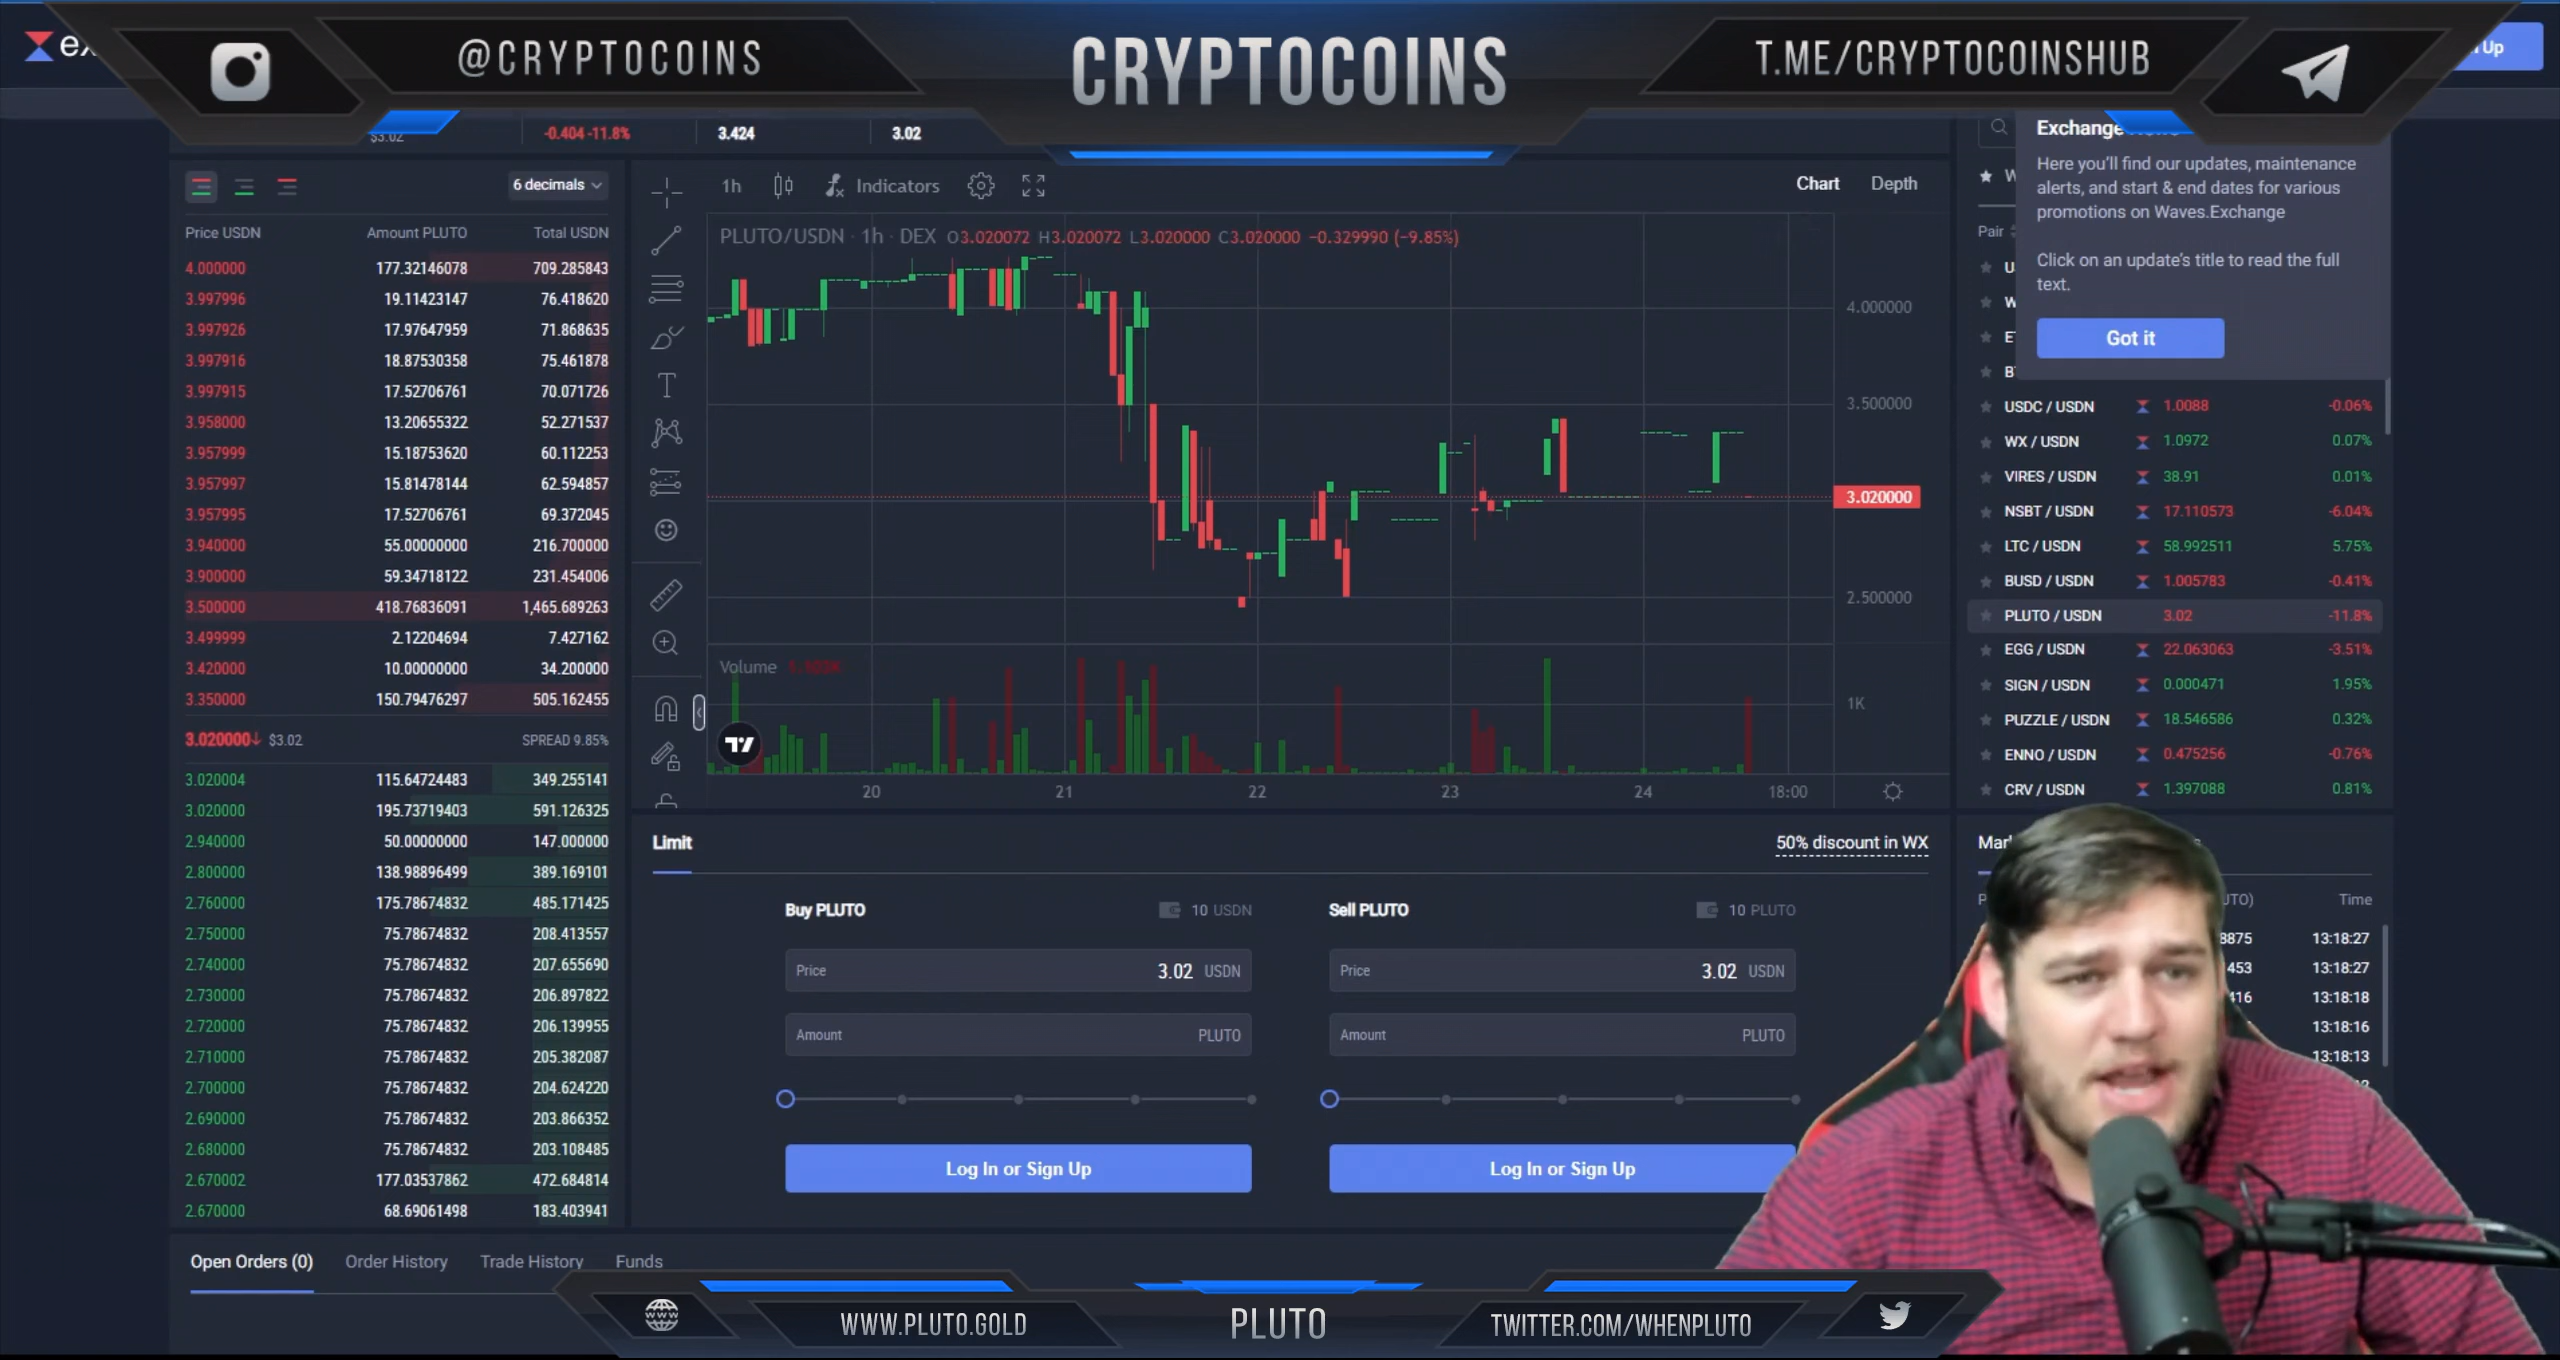 @CRYPTOCOINS
CRYPTOCOINS
T.ME/CRYPTOCOINSHUB
ex
Up
$3.02
-0.404 -11.8%
3.424
3.02
6 decimals
Price USDN Amount PLUTO Total USDN
4.000000 177.32146078 709.285843
3.997996 19.11423147 76.418620
3.997926 17.97647959 71.868635
3.997916 18.87530358 75.461878
3.997915 17.52706761 70.071726
3.958000 13.20655322 52.271537
3.957999 15.18753620 60.112253
3.957997 15.81478144 62.594857
3.957995 17.52706761 69.372045
3.940000 55.00000000 216.700000
3.900000 59.34718122 231.454006
3.500000 418.76836091 1,465.689263
3.499999 2.12204694 7.427162
3.420000 10.00000000 34.200000
3.350000 150.79476297 505.162455
3.020000↓ $3.02 SPREAD 9.85%
3.020004 115.64724483 349.255141
3.020000 195.73719403 591.126325
2.940000 50.00000000 147.000000
2.800000 138.98896499 389.169101
2.760000 175.78674832 485.171425
2.750000 75.78674832 208.413557
2.740000 75.78674832 207.655690
2.730000 75.78674832 206.897822
2.720000 75.78674832 206.139955
2.710000 75.78674832 205.382087
2.700000 75.78674832 204.624220
2.690000 75.78674832 203.866352
2.680000 75.78674832 203.108485
2.670002 177.03537862 472.684814
2.670000 68.69061498 183.403941
1h Indicators Chart Depth
PLUTO/USDN · 1h · DEX O3.020072 H3.020072 L3.020000 C3.020000 −0.329990 (−9.85%)
4.000000
3.500000
3.020000
2.500000
Volume
1K
20 21 22 23 24 18:00
Limit 50% discount in WX
Buy PLUTO 10 USDN
Price 3.02 USDN
Amount PLUTO
Log In or Sign Up
Sell PLUTO 10 PLUTO
Price 3.02 USDN
Amount PLUTO
Log In or Sign Up
Exchange
Here you'll find our updates, maintenance
alerts, and start & end dates for various
promotions on Waves.Exchange
Click on an update's title to read the full
text.
Got it
Pair
USDC / USDN 1.0088 -0.06%
WX / USDN 1.0972 0.07%
VIRES / USDN 38.91 0.01%
NSBT / USDN 17.110573 -6.04%
LTC / USDN 58.992511 5.75%
BUSD / USDN 1.005783 -0.41%
PLUTO / USDN 3.02 -11.8%
EGG / USDN 22.063063 -3.51%
SIGN / USDN 0.000471 1.95%
PUZZLE / USDN 18.546586 0.32%
ENNO / USDN 0.475256 -0.76%
CRV / USDN 1.397088 0.81%
Time
8875 13:18:27
453 13:18:27
416 13:18:18
13:18:16
13:18:13
Open Orders (0) Order History Trade History Funds
WWW.PLUTO.GOLD
PLUTO
TWITTER.COM/WHENPLUTO